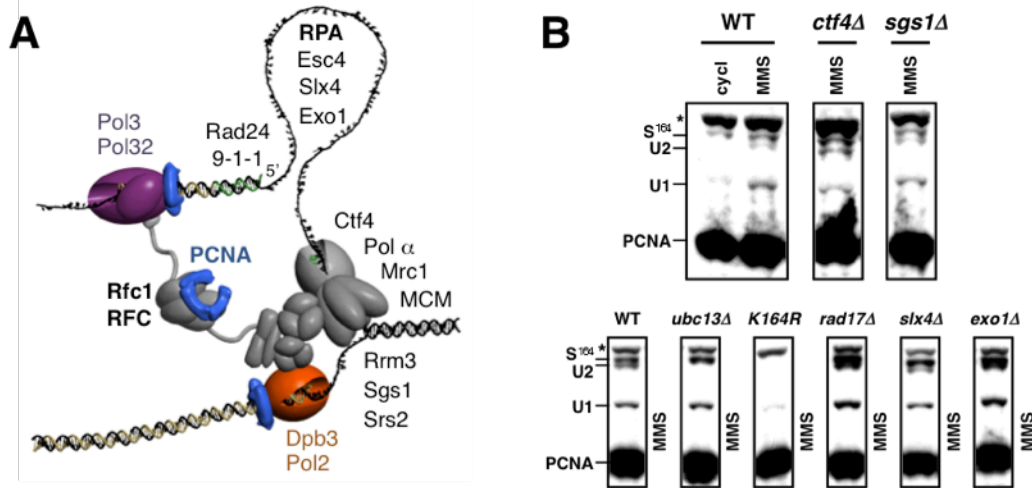 A
RPA
Esc4
Slx4
Exo1
Pol3
Pol32
Rad24
9-1-1
5'
Ctf4
Pol α
Mrc1
MCM
PCNA
Rfc1
RFC
Rrm3
Sgs1
Srs2
Dpb3
Pol2
B
WT ctf4Δ sgs1Δ
cycl MMS MMS MMS
*
S164
U2
U1
PCNA
WT ubc13Δ K164R rad17Δ slx4Δ exo1Δ
S164 *
U2
U1
PCNA
MMS MMS MMS MMS MMS MMS